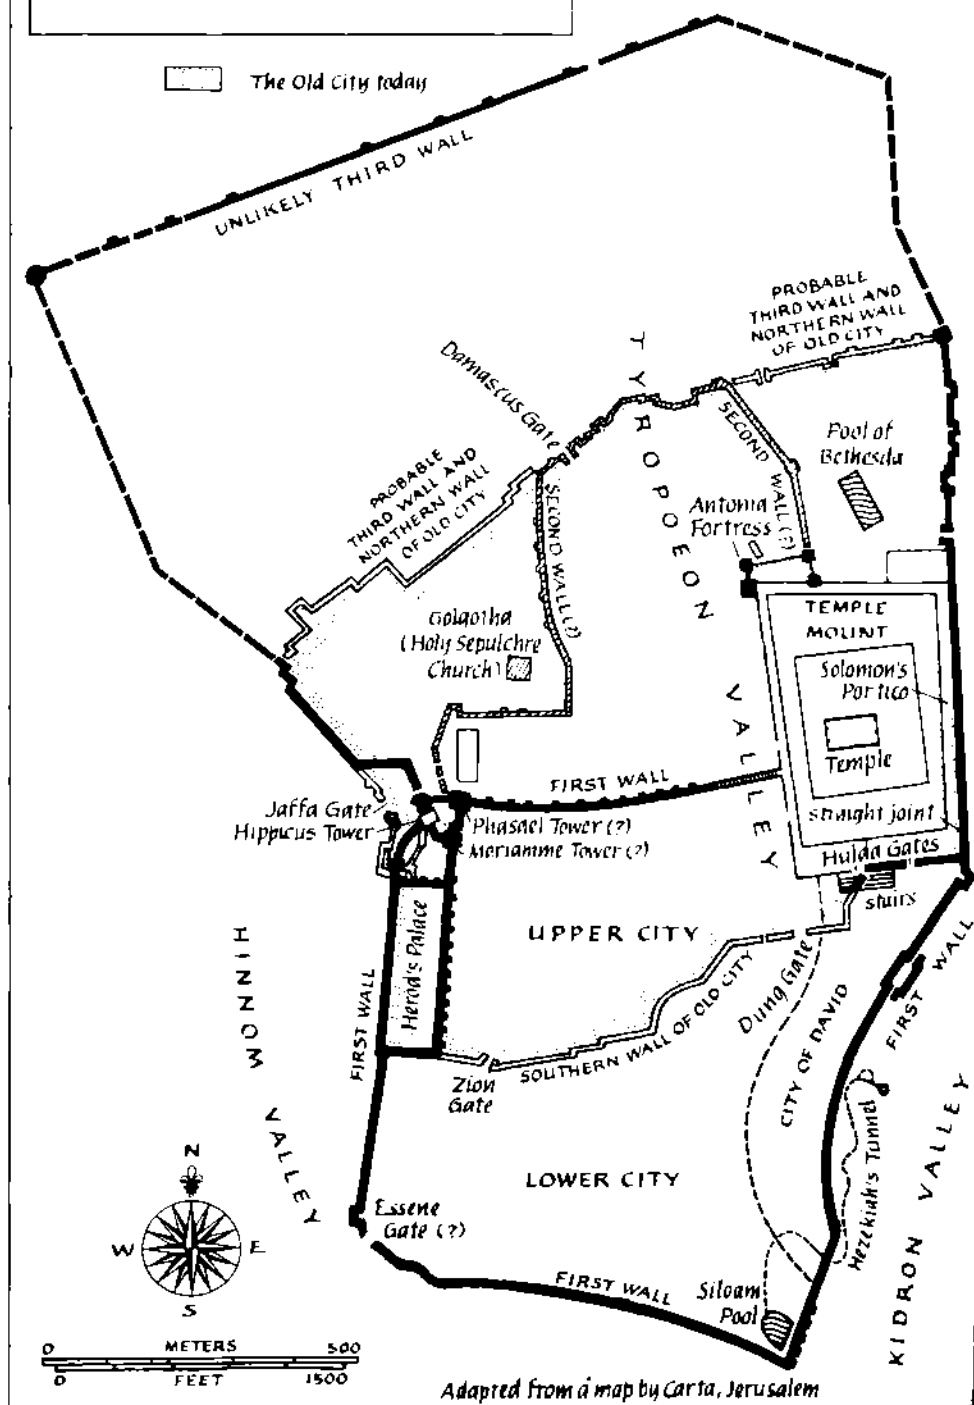 The Old City today
UNLIKELY THIRD WALL
PROBABLE
THIRD WALL AND
NORTHERN WALL
OF OLD CITY
Damascus Gate
TYROPOEON VALLEY
SECOND WALL (?)
Pool of
Bethesda
PROBABLE
THIRD WALL AND
NORTHERN WALL
OF OLD CITY
SECOND WALL (?)
Antonia
Fortress
Golgotha
(Holy Sepulchre
Church)
TEMPLE
MOUNT
Solomon's
Portico
Temple
FIRST WALL
straight joint
Jaffa Gate
Hippicus Tower
Phasael Tower (?)
Mariamme Tower (?)
Hulda Gates
stairs
UPPER CITY
Herod's Palace
HINNOM VALLEY
FIRST WALL
SOUTHERN WALL OF OLD CITY
Dung Gate
CITY OF DAVID
FIRST WALL
Zion
Gate
Hezekiah's Tunnel
KIDRON VALLEY
LOWER CITY
Essene
Gate (?)
N
W E
S
FIRST WALL
Siloam
Pool
0 METERS 500
0 FEET 1500
Adapted from a map by Carta, Jerusalem